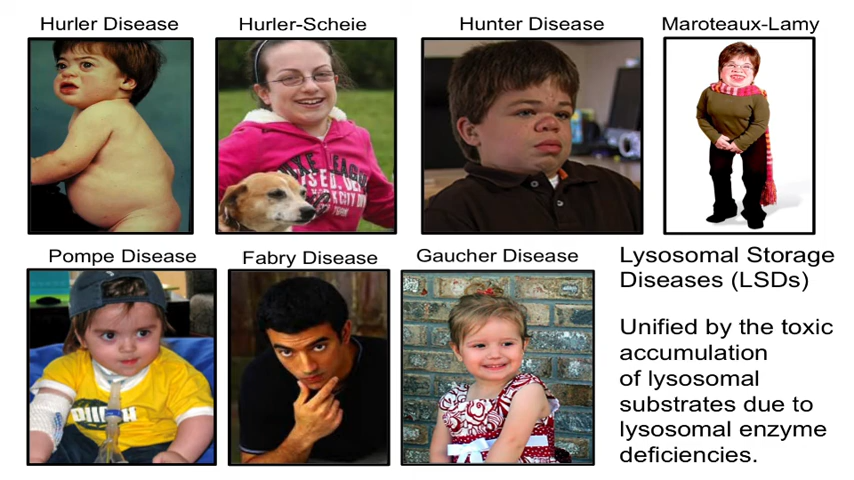 Hurler Disease
Hurler-Scheie
Hunter Disease
Maroteaux-Lamy
Pompe Disease
Fabry Disease
Gaucher Disease
Lysosomal Storage
Diseases (LSDs)
Unified by the toxic
accumulation
of lysosomal
substrates due to
lysosomal enzyme
deficiencies.